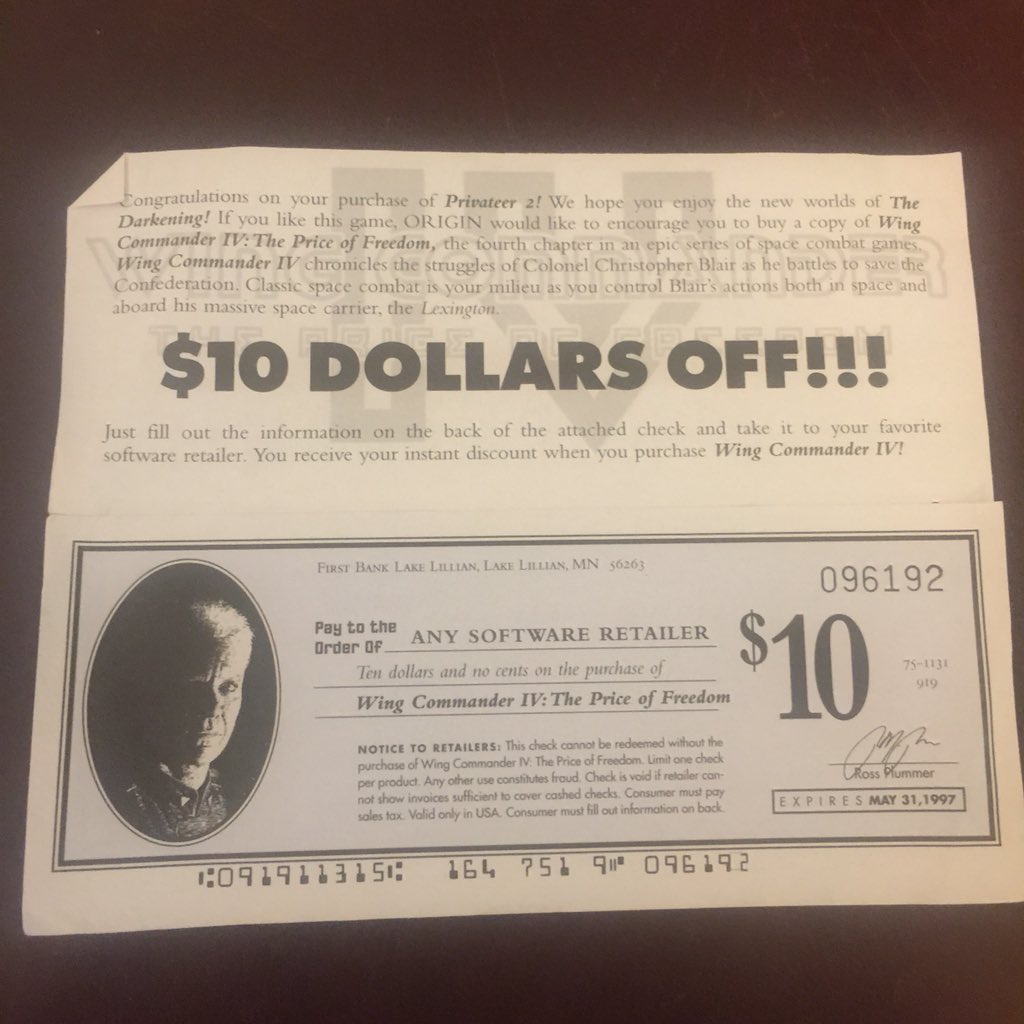 Congratulations on your purchase of Privateer 2! We hope you enjoy the new worlds of The
Darkening! If you like this game, ORIGIN would like to encourage you to buy a copy of Wing
Commander IV: The Price of Freedom, the fourth chapter in an epic series of space combat games.
Wing Commander IV chronicles the struggles of Colonel Christopher Blair as he battles to save the
Confederation. Classic space combat is your milieu as you control Blair's actions both in space and
aboard his massive space carrier, the Lexington.
$10 DOLLARS OFF!!!
Just fill out the information on the back of the attached check and take it to your favorite
software retailer. You receive your instant discount when you purchase Wing Commander IV!
FIRST BANK LAKE LILLIAN, LAKE LILLIAN, MN 56263
096192
Pay to the
Order Of ANY SOFTWARE RETAILER
$10
Ten dollars and no cents on the purchase of
Wing Commander IV: The Price of Freedom
75-1131
919
NOTICE TO RETAILERS: This check cannot be redeemed without the
purchase of Wing Commander IV: The Price of Freedom. Limit one check
per product. Any other use constitutes fraud. Check is void if retailer can-
not show invoices sufficient to cover cashed checks. Consumer must pay
sales tax. Valid only in USA. Consumer must fill out information on back.
Ross Plummer
EXPIRES MAY 31, 1997
⑆091911315⑆ 164 751 9⑈ 096192